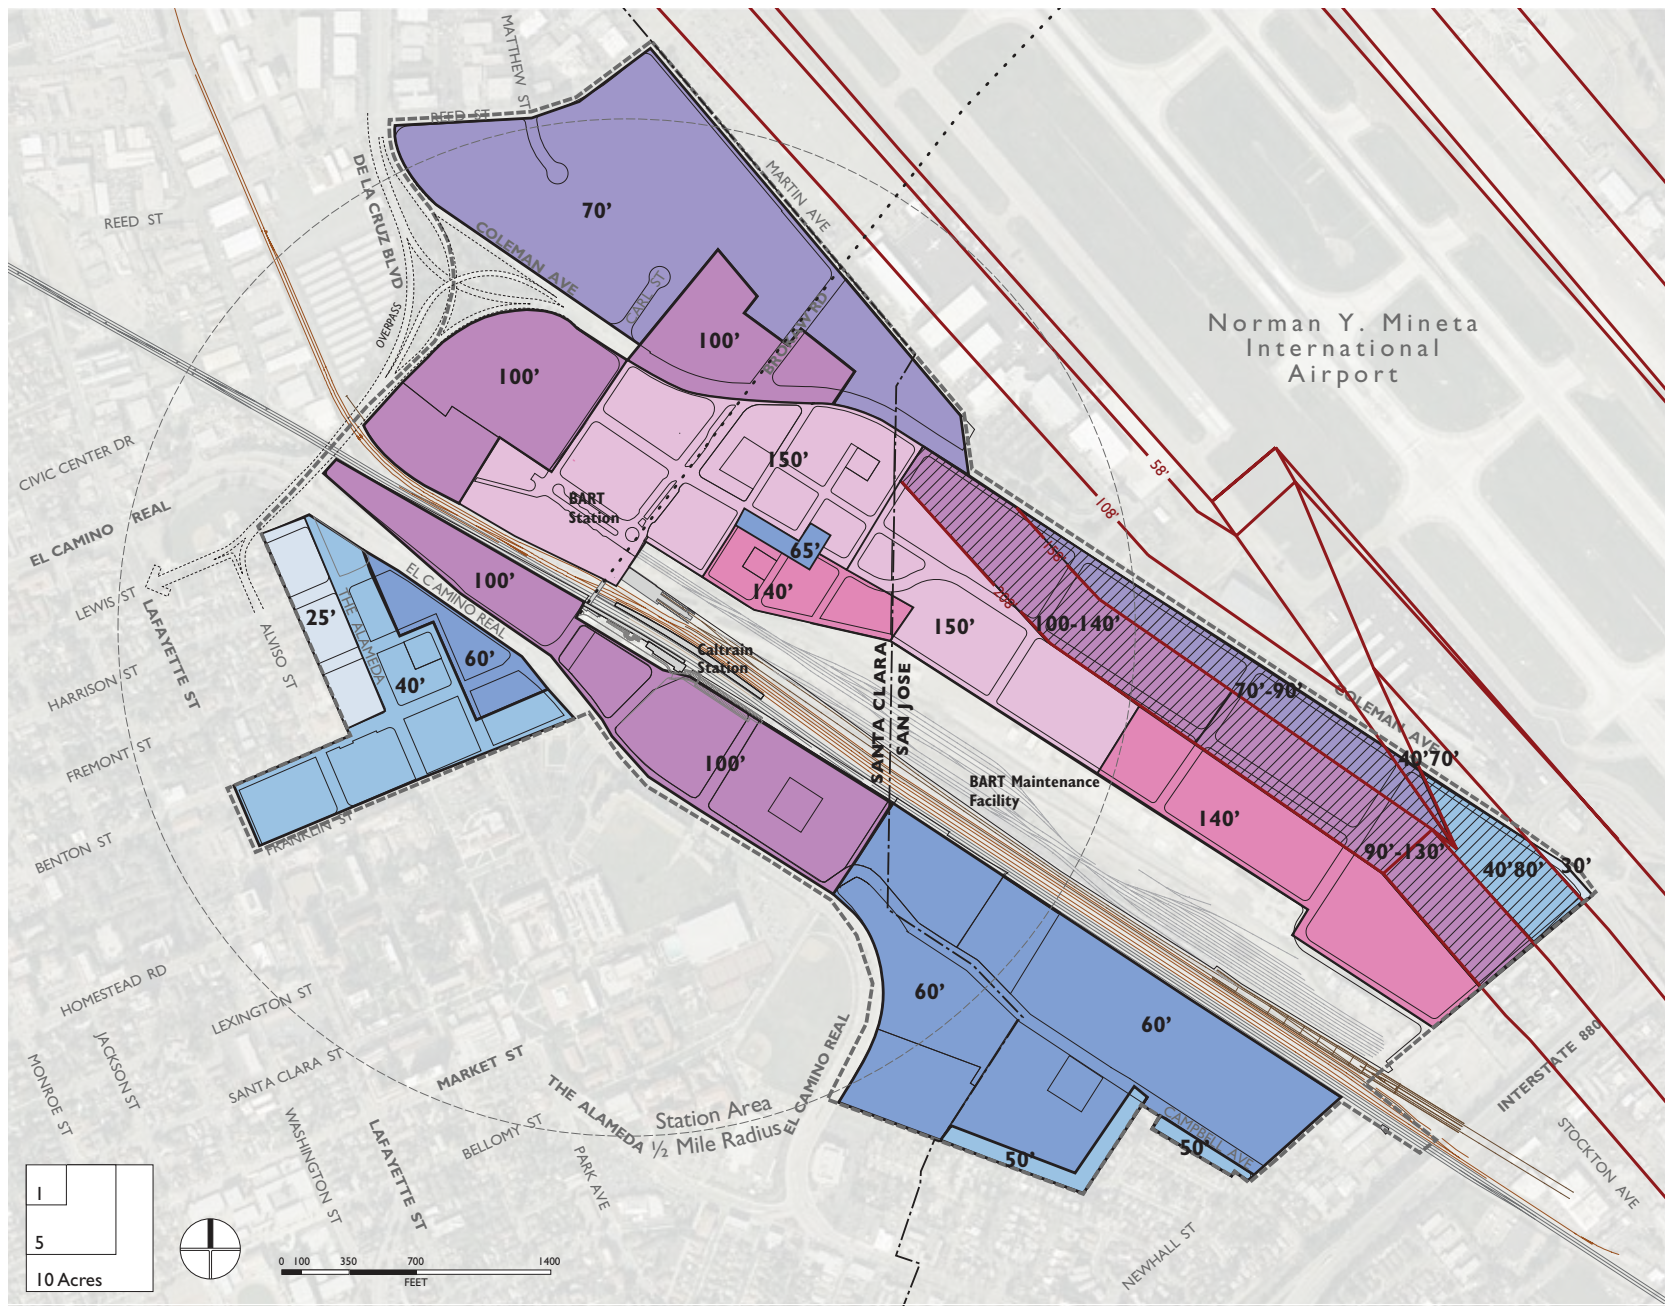 MATTHEW ST
REED ST
MARTIN AVE
DE LA CRUZ BLVD
70'
REED ST
COLEMAN AVE
CARL ST
BROKAW RD
OVERPASS
Norman Y. Mineta
International
Airport
100'
100'
CIVIC CENTER DR
150'
58'
108'
BART
Station
EL CAMINO REAL
65'
158'
208'
100'
140'
EL CAMINO REAL
LEWIS ST
THE ALAMEDA
25'
LAFAYETTE ST
ALVISO ST
150'
100-140'
60'
Caltrain
Station
HARRISON ST
40'
SANTA CLARA
SAN JOSE
70'-90'
COLEMAN AVE
FREMONT ST
100'
40'70'
BART Maintenance
Facility
140'
FRANKLIN ST
BENTON ST
90'-130'
40'80'
30'
HOMESTEAD RD
60'
LEXINGTON ST
60'
JACKSON ST
MONROE ST
SANTA CLARA ST
MARKET ST
EL CAMINO REAL
INTERSTATE 880
THE ALAMEDA
Station Area
½ Mile Radius
WASHINGTON ST
LAFAYETTE ST
BELLOMY ST
PARK AVE
CAMPBELL AVE
50'
50'
STOCKTON AVE
NEWHALL ST
1
5
10 Acres
0 100 350 700 1400
FEET